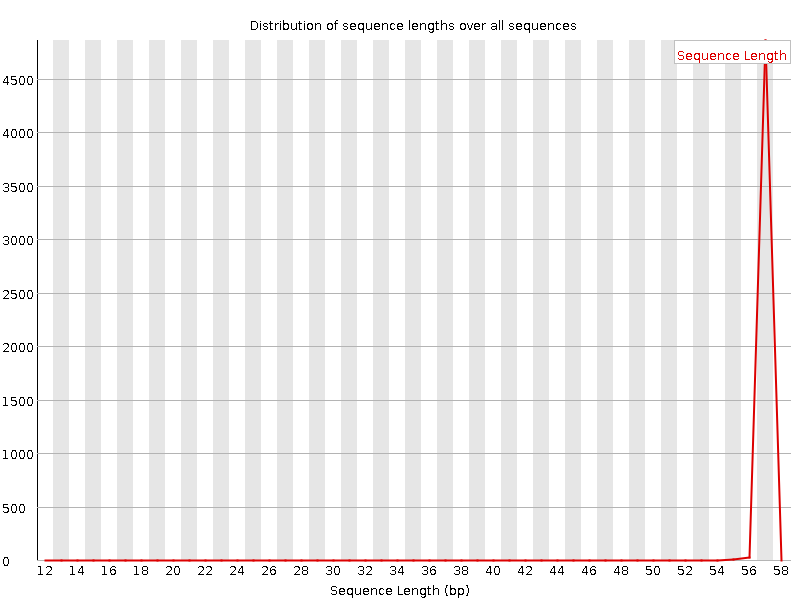 Distribution of sequence lengths over all sequences
Sequence Length
4500
4000
3500
3000
2500
2000
1500
1000
500
0
12 14 16 18 20 22 24 26 28 30 32 34 36 38 40 42 44 46 48 50 52 54 56 58
Sequence Length (bp)